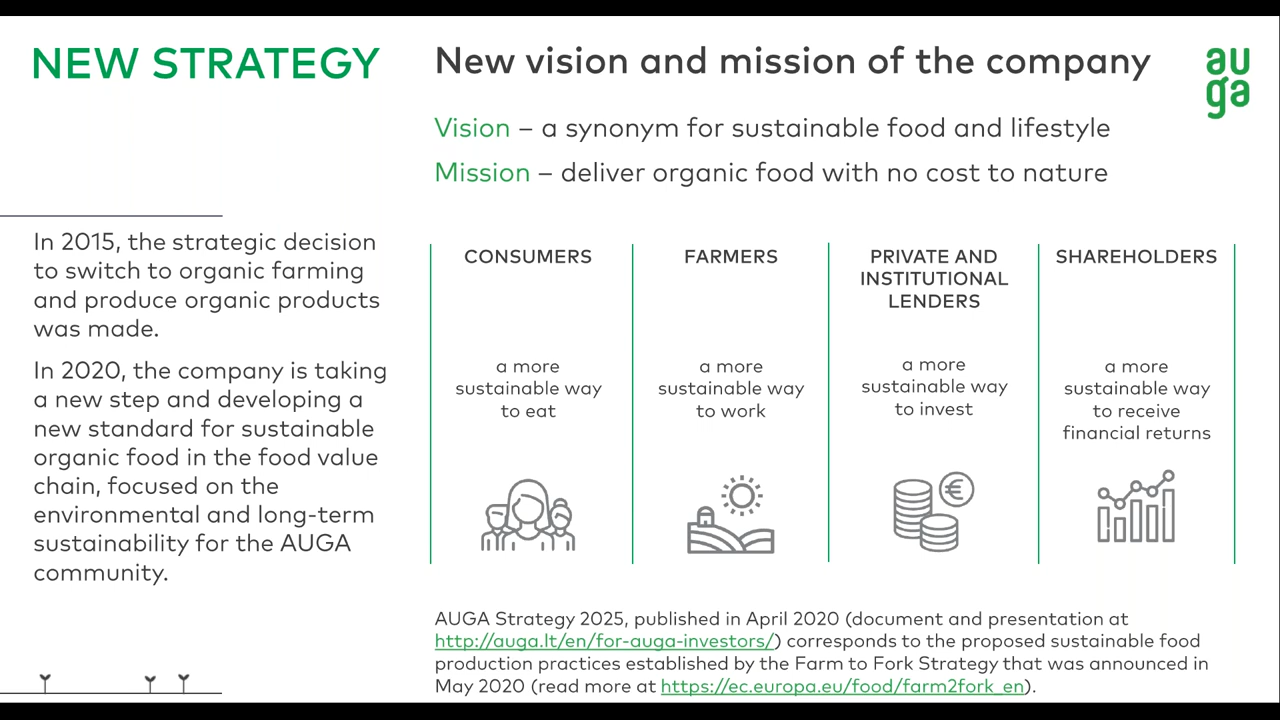 NEW STRATEGY
In 2015, the strategic decision
to switch to organic farming
and produce organic products
was made.
In 2020, the company is taking
a new step and developing a
new standard for sustainable
organic food in the food value
chain, focused on the
environmental and long-term
sustainability for the AUGA
community.
New vision and mission of the company
au
ga
Vision – a synonym for sustainable food and lifestyle
Mission – deliver organic food with no cost to nature
CONSUMERS
a more
sustainable way
to eat
FARMERS
a more
sustainable way
to work
PRIVATE AND
INSTITUTIONAL
LENDERS
a more
sustainable way
to invest
€
SHAREHOLDERS
a more
sustainable way
to receive
financial returns
AUGA Strategy 2025, published in April 2020 (document and presentation at
http://auga.lt/en/for-auga-investors/) corresponds to the proposed sustainable food
production practices established by the Farm to Fork Strategy that was announced in
May 2020 (read more at https://ec.europa.eu/food/farm2fork_en).